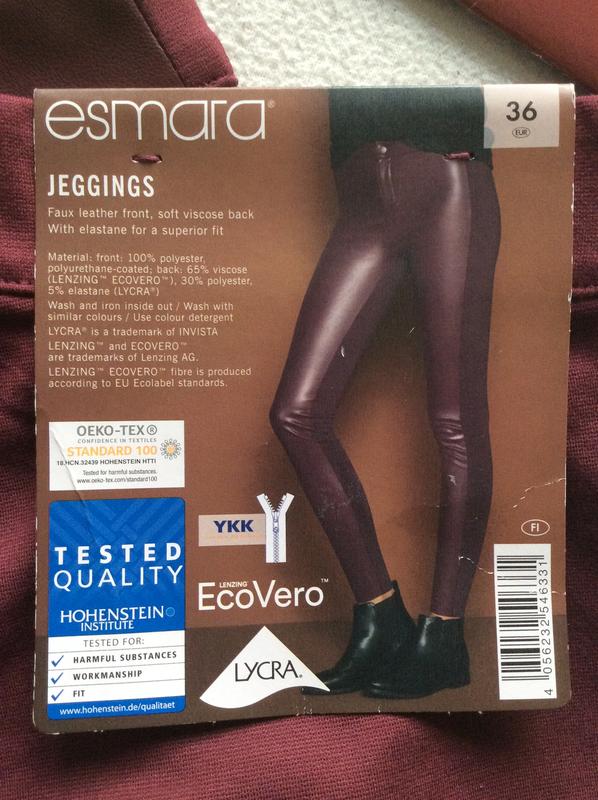 esmara®
36
EUR
JEGGINGS
Faux leather front, soft viscose back
With elastane for a superior fit
Material: front: 100% polyester,
polyurethane-coated; back: 65% viscose
(LENZING™ ECOVERO™), 30% polyester,
5% elastane (LYCRA®)
Wash and iron inside out / Wash with
similar colours / Use colour detergent
LYCRA® is a trademark of INVISTA
LENZING™ and ECOVERO™
are trademarks of Lenzing AG.
LENZING™ ECOVERO™ fibre is produced
according to EU Ecolabel standards.
OEKO-TEX®
CONFIDENCE IN TEXTILES
STANDARD 100
18.HCN.32439 HOHENSTEIN HTTI
Tested for harmful substances.
www.oeko-tex.com/standard100
TESTED
QUALITY
HOHENSTEIN
INSTITUTE
TESTED FOR:
HARMFUL SUBSTANCES
WORKMANSHIP
FIT
www.hohenstein.de/qualitaet
YKK
LENZING™
EcoVero™
LYCRA®
FI
4 056232 546331